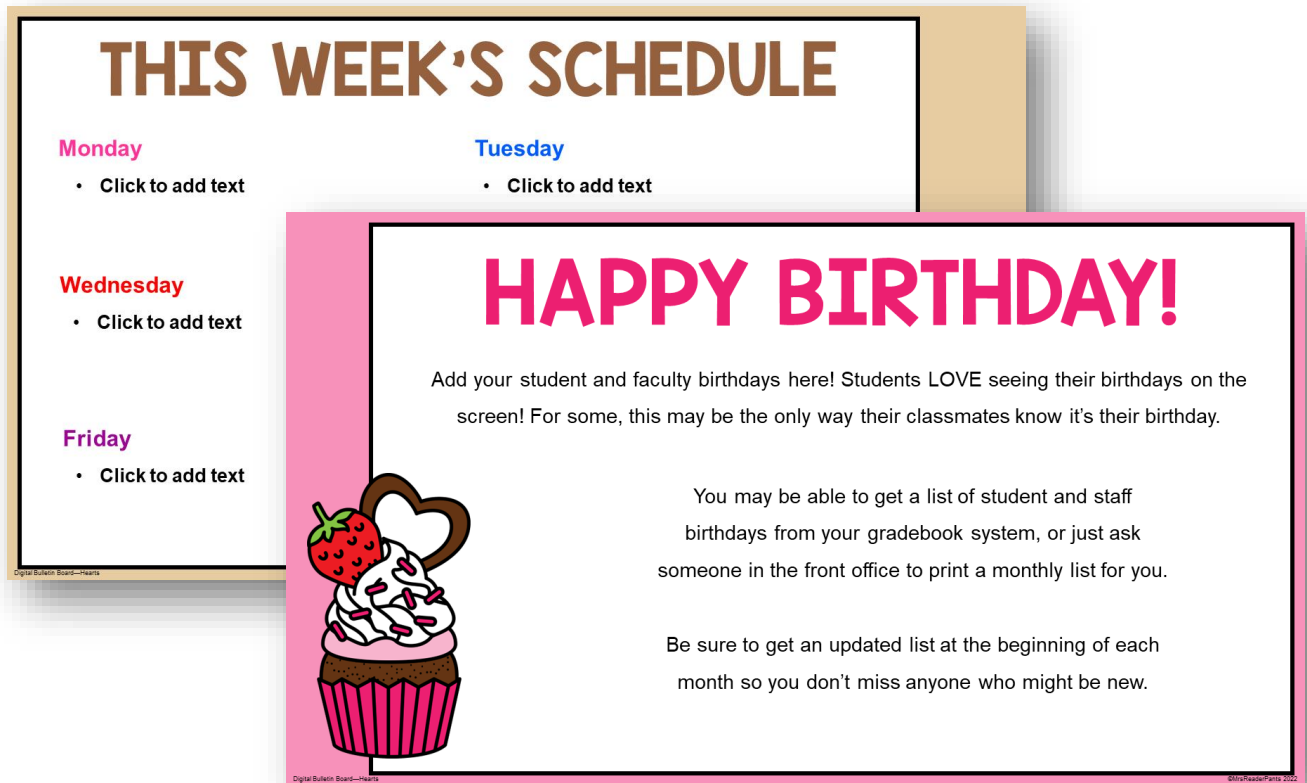 THIS WEEK'S SCHEDULE
Monday
• Click to add text
Tuesday
• Click to add text
Wednesday
• Click to add text
Friday
• Click to add text
Digital Bulletin Board—Hearts
HAPPY BIRTHDAY!
Add your student and faculty birthdays here! Students LOVE seeing their birthdays on the
screen! For some, this may be the only way their classmates know it's their birthday.
You may be able to get a list of student and staff
birthdays from your gradebook system, or just ask
someone in the front office to print a monthly list for you.
Be sure to get an updated list at the beginning of each
month so you don't miss anyone who might be new.
Digital Bulletin Board—Hearts
©MrsReaderPants 2022